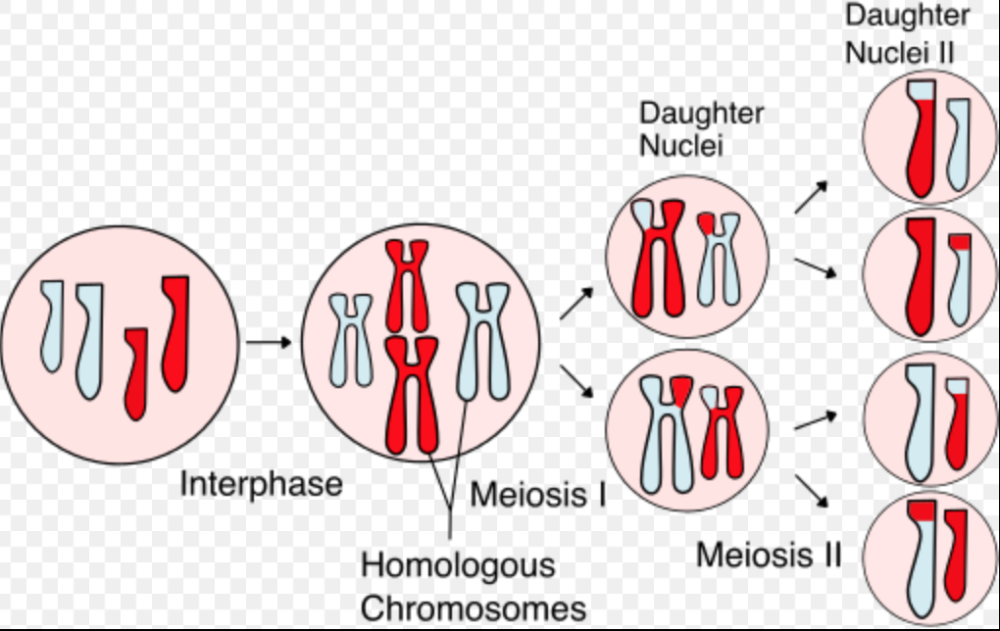 Daughter
Nuclei II
Daughter
Nuclei
Interphase
Meiosis I
Homologous
Chromosomes
Meiosis II